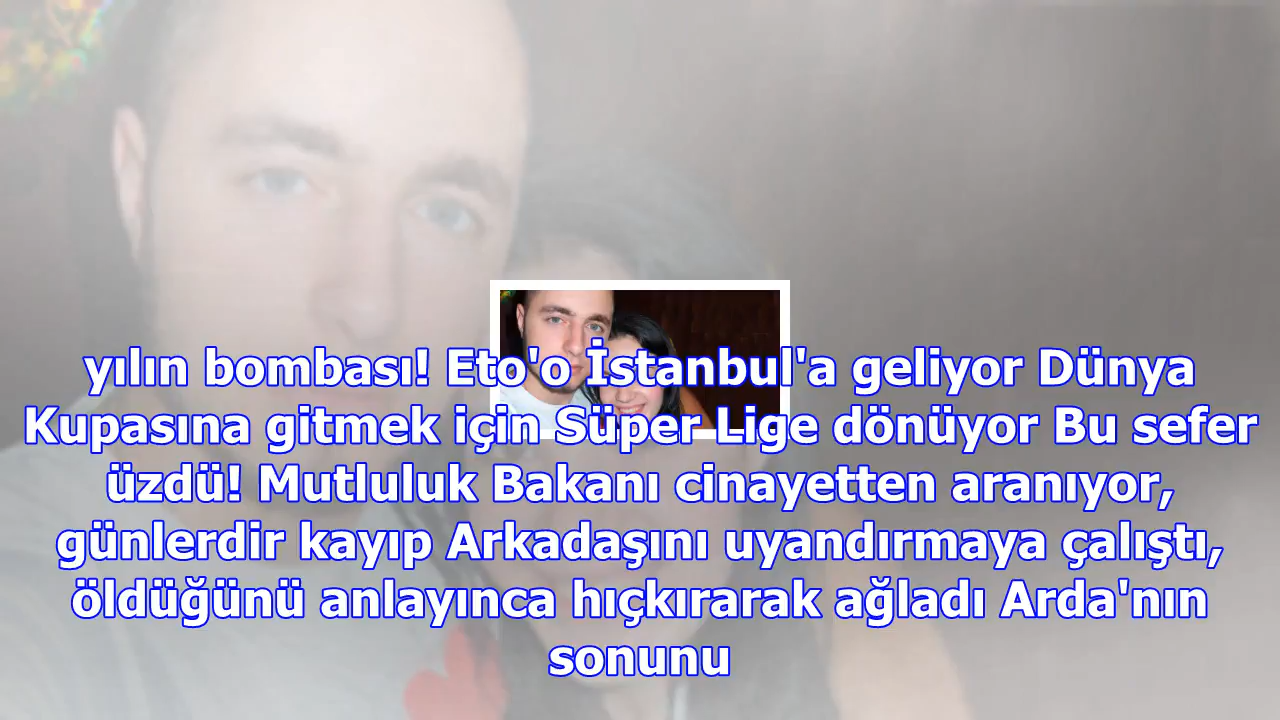 yılın bombası! Eto'o İstanbul'a geliyor Dünya
Kupasına gitmek için Süper Lige dönüyor Bu sefer
üzdü! Mutluluk Bakanı cinayetten aranıyor,
günlerdir kayıp Arkadaşını uyandırmaya çalıştı,
öldüğünü anlayınca hıçkırarak ağladı Arda'nın
sonunu